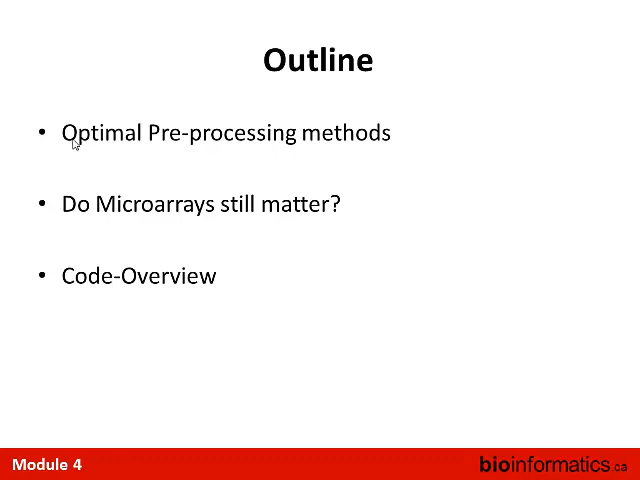 Outline
• Optimal Pre-processing methods
• Do Microarrays still matter?
• Code-Overview
Module 4
bioinformatics.ca